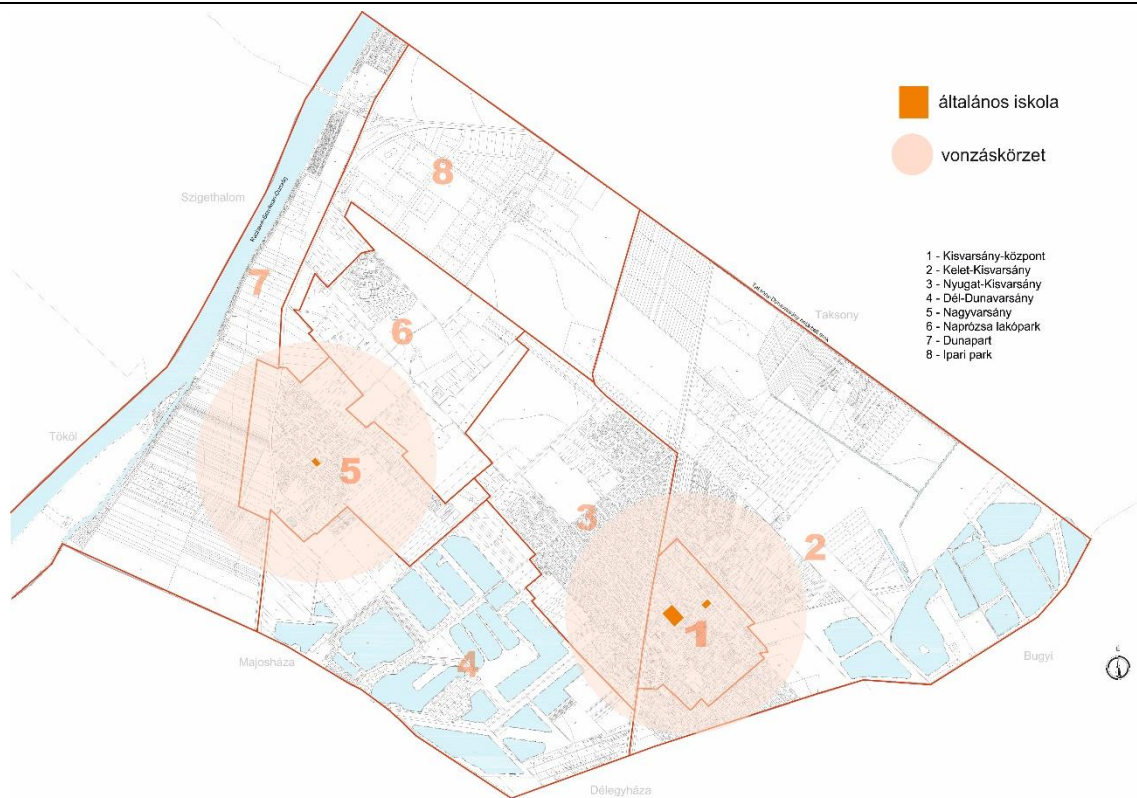 általános iskola
vonzáskörzet
8
Szigethalom
1 - Kisvarsány-központ
2 - Kelet-Kisvarsány
3 - Nyugat-Kisvarsány
4 - Dél-Dunavarsány
5 - Nagyvarsány
6 - Naprózsa lakópark
7 - Dunapart
8 - Ipari park
7
Taksony
6
Tököl
5
3
2
1
Majosháza
4
Bugyi
É
Délegyháza